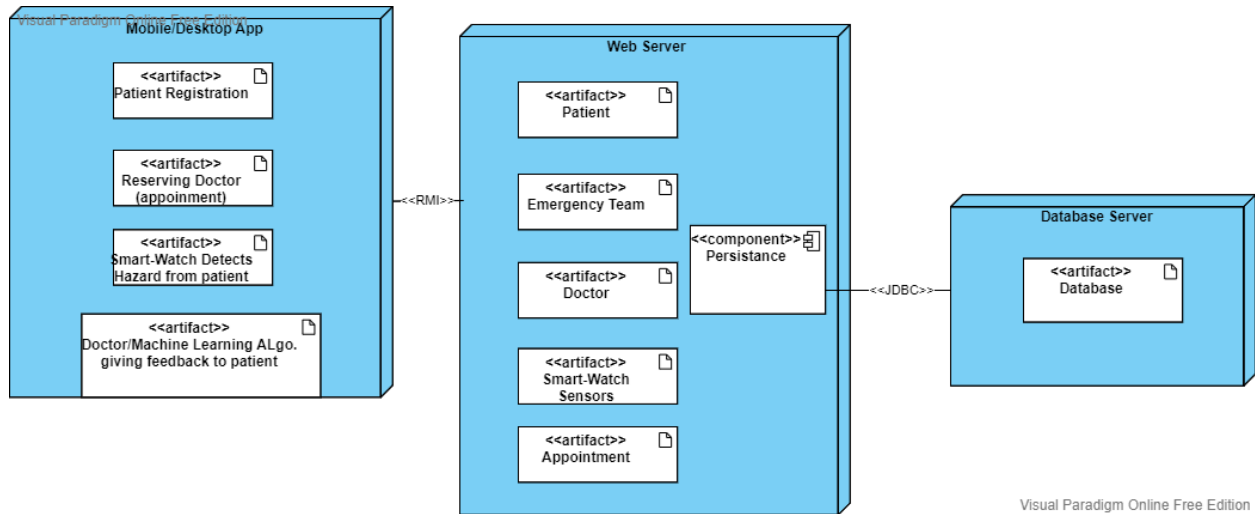 Visual Paradigm Online Free Edition
Mobile/Desktop App
<<artifact>>
Patient Registration
<<artifact>>
Reserving Doctor
(appoinment)
<<artifact>>
Smart-Watch Detects
Hazard from patient
<<artifact>>
Doctor/Machine Learning ALgo.
giving feedback to patient
<<RMI>>
Web Server
<<artifact>>
Patient
<<artifact>>
Emergency Team
<<artifact>>
Doctor
<<artifact>>
Smart-Watch
Sensors
<<artifact>>
Appointment
<<component>>
Persistance
<<JDBC>>
Database Server
<<artifact>>
Database
Visual Paradigm Online Free Edition